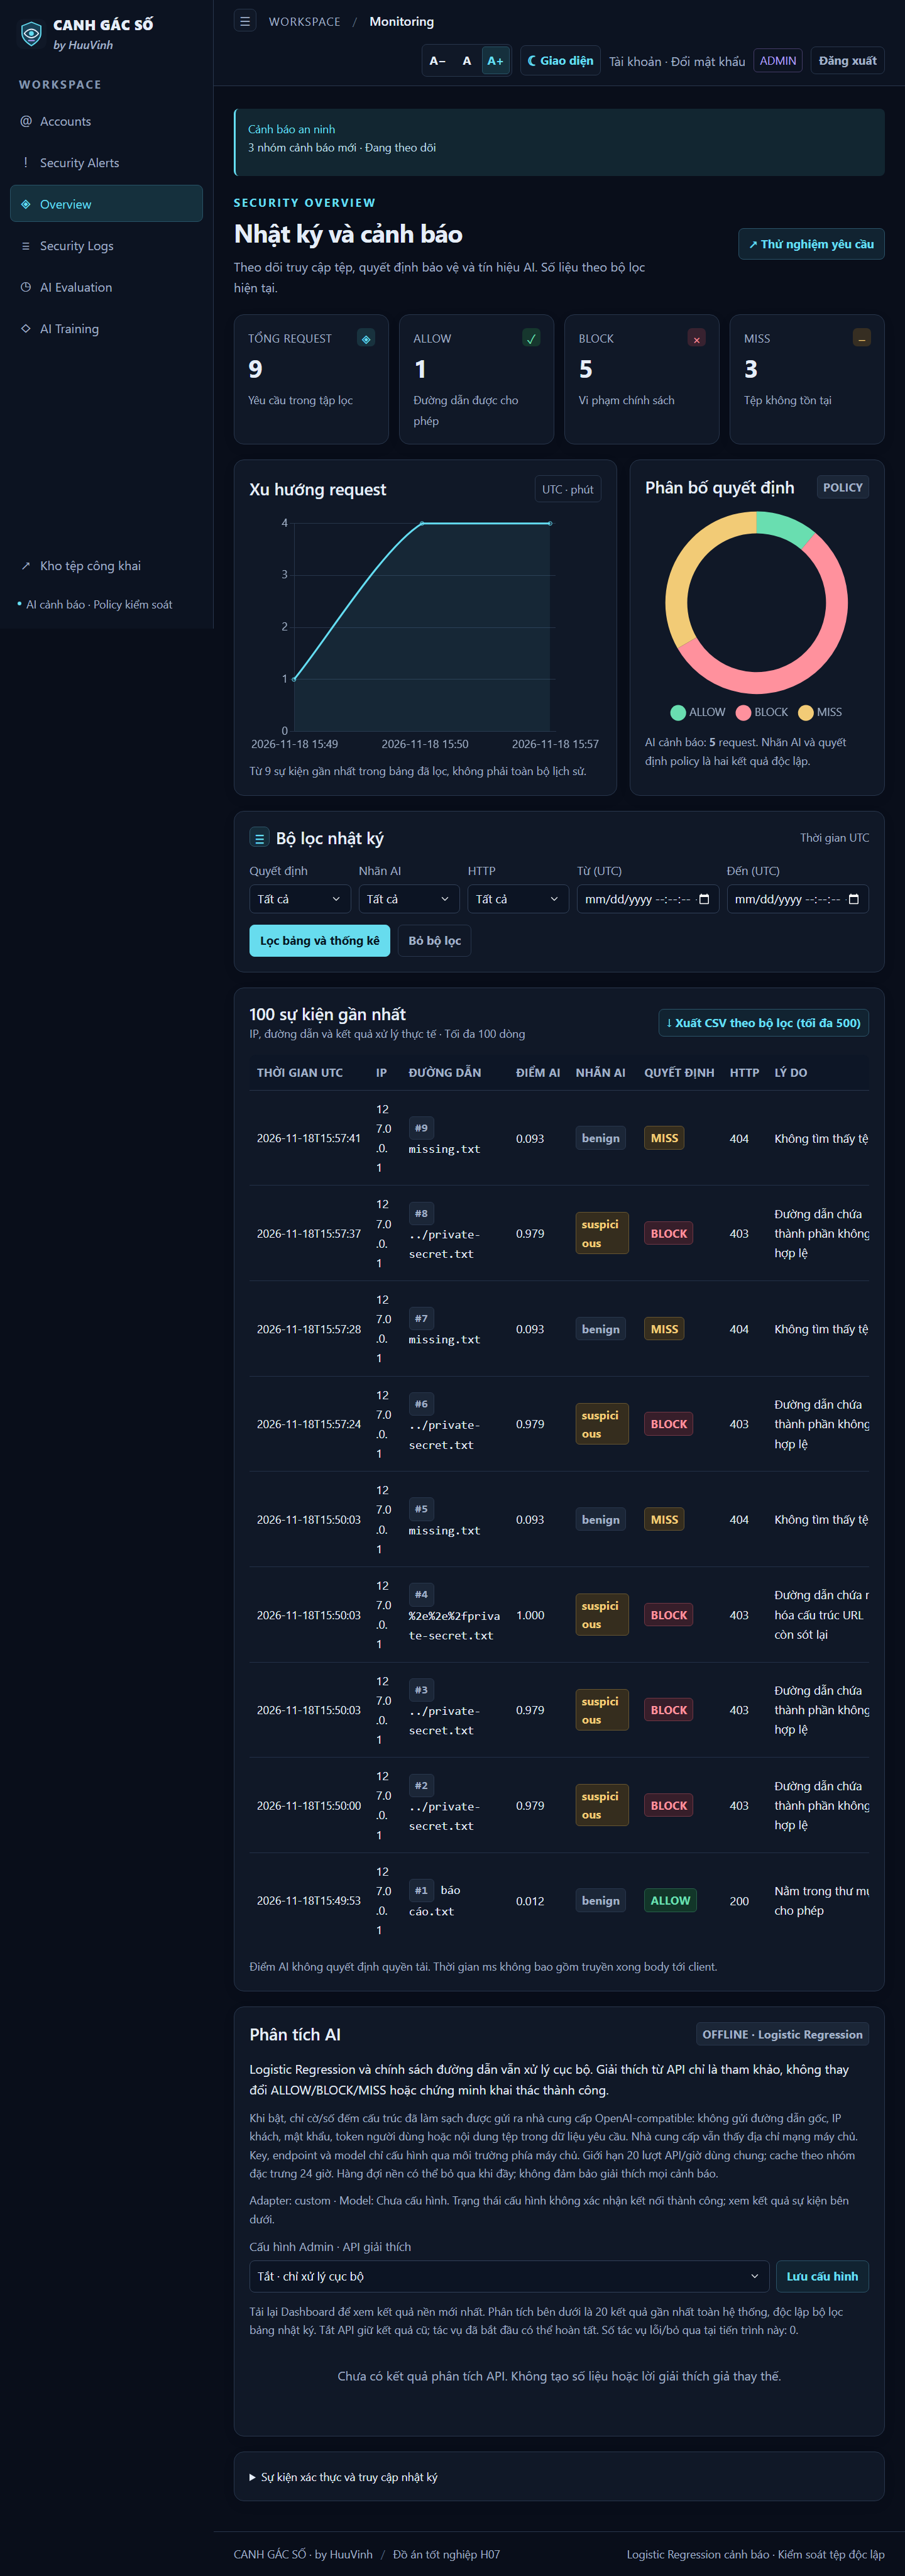 CANH GÁC SỐ
by HuuVinh
WORKSPACE
@ Accounts
! Security Alerts
Overview
Security Logs
AI Evaluation
AI Training
↗ Kho tệp công khai
• AI cảnh báo · Policy kiểm soát
WORKSPACE / Monitoring
A− A A+ Giao diện Tài khoản · Đổi mật khẩu ADMIN Đăng xuất
Cảnh báo an ninh
3 nhóm cảnh báo mới · Đang theo dõi
SECURITY OVERVIEW
Nhật ký và cảnh báo
↗ Thử nghiệm yêu cầu
Theo dõi truy cập tệp, quyết định bảo vệ và tín hiệu AI. Số liệu theo bộ lọc
hiện tại.
TỔNG REQUEST
9
Yêu cầu trong tập lọc
ALLOW
1
Đường dẫn được cho
phép
BLOCK
5
Vi phạm chính sách
MISS
3
Tệp không tồn tại
Xu hướng request
UTC · phút
4
3
2
1
0
2026-11-18 15:49 2026-11-18 15:50 2026-11-18 15:57
Từ 9 sự kiện gần nhất trong bảng đã lọc, không phải toàn bộ lịch sử.
Phân bố quyết định
POLICY
ALLOW BLOCK MISS
AI cảnh báo: 5 request. Nhãn AI và quyết
định policy là hai kết quả độc lập.
Bộ lọc nhật ký
Thời gian UTC
Quyết định Nhãn AI HTTP Từ (UTC) Đến (UTC)
Tất cả Tất cả Tất cả mm/dd/yyyy --:--:-- mm/dd/yyyy --:--:--
Lọc bảng và thống kê Bỏ bộ lọc
100 sự kiện gần nhất
IP, đường dẫn và kết quả xử lý thực tế · Tối đa 100 dòng
↓ Xuất CSV theo bộ lọc (tối đa 500)
THỜI GIAN UTC IP ĐƯỜNG DẪN ĐIỂM AI NHÃN AI QUYẾT ĐỊNH HTTP LÝ DO
2026-11-18T15:57:41 127.0.0.1 #9 missing.txt 0.093 benign MISS 404 Không tìm thấy tệ
2026-11-18T15:57:37 127.0.0.1 #8 ../private-secret.txt 0.979 suspicious BLOCK 403 Đường dẫn chứa thành phần không hợp lệ
2026-11-18T15:57:28 127.0.0.1 #7 missing.txt 0.093 benign MISS 404 Không tìm thấy tệ
2026-11-18T15:57:24 127.0.0.1 #6 ../private-secret.txt 0.979 suspicious BLOCK 403 Đường dẫn chứa thành phần không hợp lệ
2026-11-18T15:50:03 127.0.0.1 #5 missing.txt 0.093 benign MISS 404 Không tìm thấy tệ
2026-11-18T15:50:03 127.0.0.1 #4 %2e%2e%2fprivate-secret.txt 1.000 suspicious BLOCK 403 Đường dẫn chứa hóa cấu trúc URL còn sót lại
2026-11-18T15:50:03 127.0.0.1 #3 ../private-secret.txt 0.979 suspicious BLOCK 403 Đường dẫn chứa thành phần không hợp lệ
2026-11-18T15:50:00 127.0.0.1 #2 ../private-secret.txt 0.979 suspicious BLOCK 403 Đường dẫn chứa thành phần không hợp lệ
2026-11-18T15:49:53 127.0.0.1 #1 báo cáo.txt 0.012 benign ALLOW 200 Nằm trong thư mụ cho phép
Điểm AI không quyết định quyền tải. Thời gian ms không bao gồm truyền xong body tới client.
Phân tích AI
OFFLINE · Logistic Regression
Logistic Regression và chính sách đường dẫn vẫn xử lý cục bộ. Giải thích từ API chỉ là tham khảo, không thay
đổi ALLOW/BLOCK/MISS hoặc chứng minh khai thác thành công.
Khi bật, chỉ cờ/số đếm cấu trúc đã làm sạch được gửi ra nhà cung cấp OpenAI-compatible: không gửi đường dẫn gốc, IP
khách, mật khẩu, token người dùng hoặc nội dung tệp trong dữ liệu yêu cầu. Nhà cung cấp vẫn thấy địa chỉ mạng máy chủ.
Key, endpoint và model chỉ cấu hình qua môi trường phía máy chủ. Giới hạn 20 lượt API/giờ dùng chung; cache theo nhóm
đặc trưng 24 giờ. Hàng đợi nền có thể bỏ qua khi đầy; không đảm bảo giải thích mọi cảnh báo.
Adapter: custom · Model: Chưa cấu hình. Trạng thái cấu hình không xác nhận kết nối thành công; xem kết quả sự kiện bên
dưới.
Cấu hình Admin · API giải thích
Tắt · chỉ xử lý cục bộ
Lưu cấu hình
Tải lại Dashboard để xem kết quả nền mới nhất. Phân tích bên dưới là 20 kết quả gần nhất toàn hệ thống, độc lập bộ lọc
bảng nhật ký. Tắt API giữ kết quả cũ; tác vụ đã bắt đầu có thể hoàn tất. Số tác vụ lỗi/bỏ qua tại tiến trình này: 0.
Chưa có kết quả phân tích API. Không tạo số liệu hoặc lời giải thích giả thay thế.
▶ Sự kiện xác thực và truy cập nhật ký
CANH GÁC SỐ · by HuuVinh / Đồ án tốt nghiệp H07
Logistic Regression cảnh báo · Kiểm soát tệp độc lập